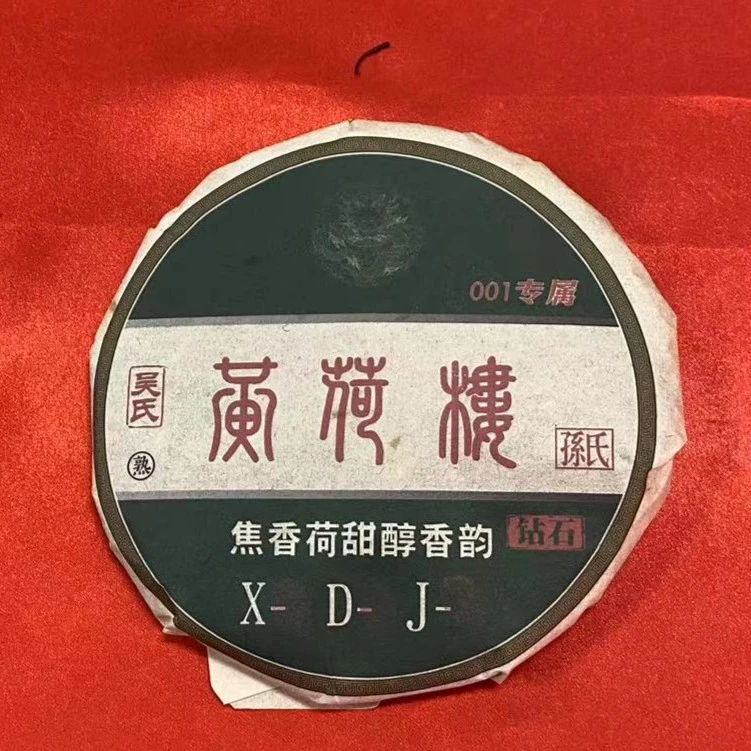 001专属
吴氏
黄荷樓
熟
孫氏
焦香荷甜醇香韵
钻石
X- D- J-